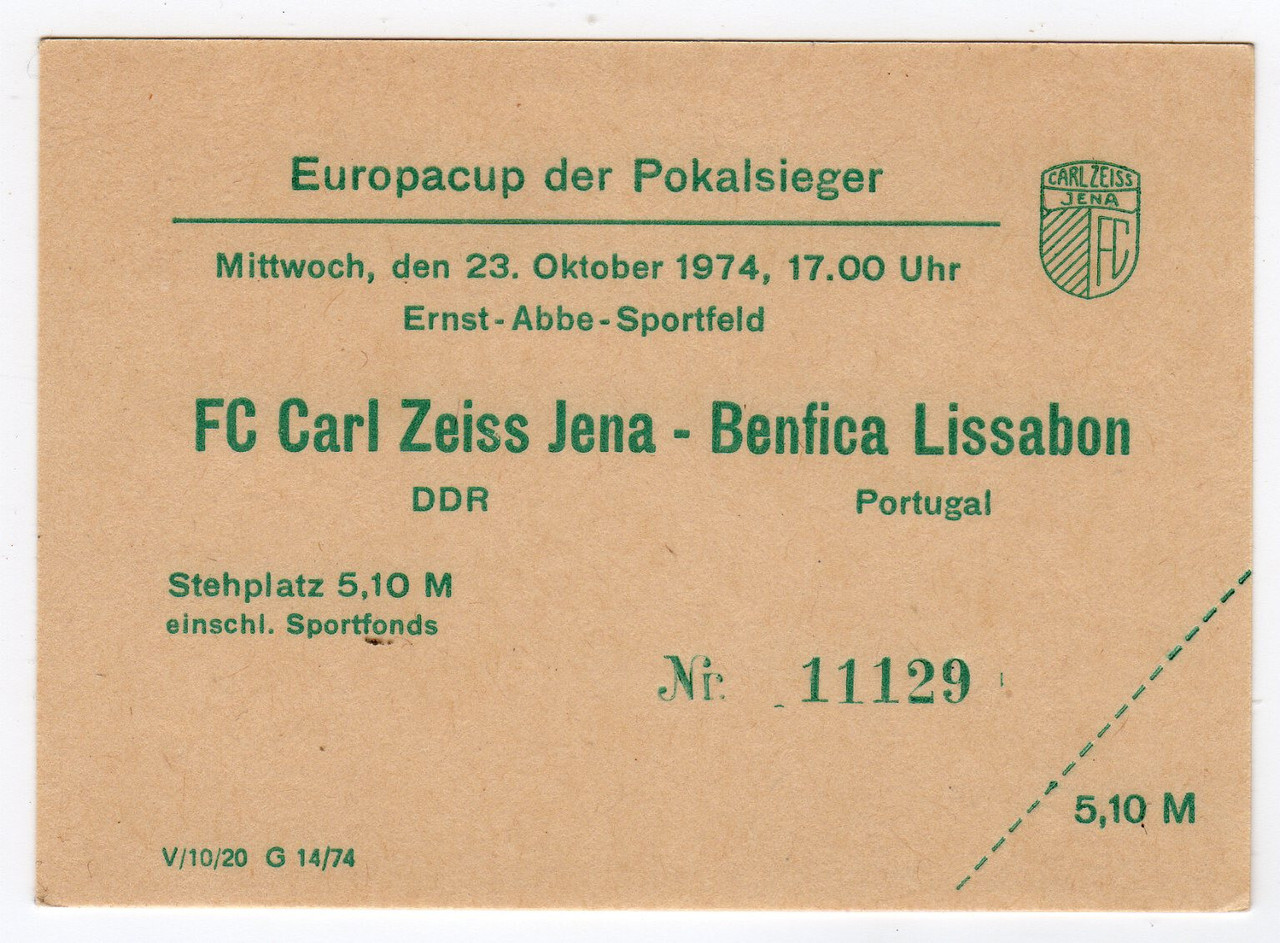 Europacup der Pokalsieger
CARL ZEISS
JENA
FC
Mittwoch, den 23. Oktober 1974, 17.00 Uhr
Ernst-Abbe-Sportfeld
FC Carl Zeiss Jena - Benfica Lissabon
DDR
Portugal
Stehplatz 5,10 M
einschl. Sportfonds
Nr. 11129
5,10 M
V/10/20 G 14/74